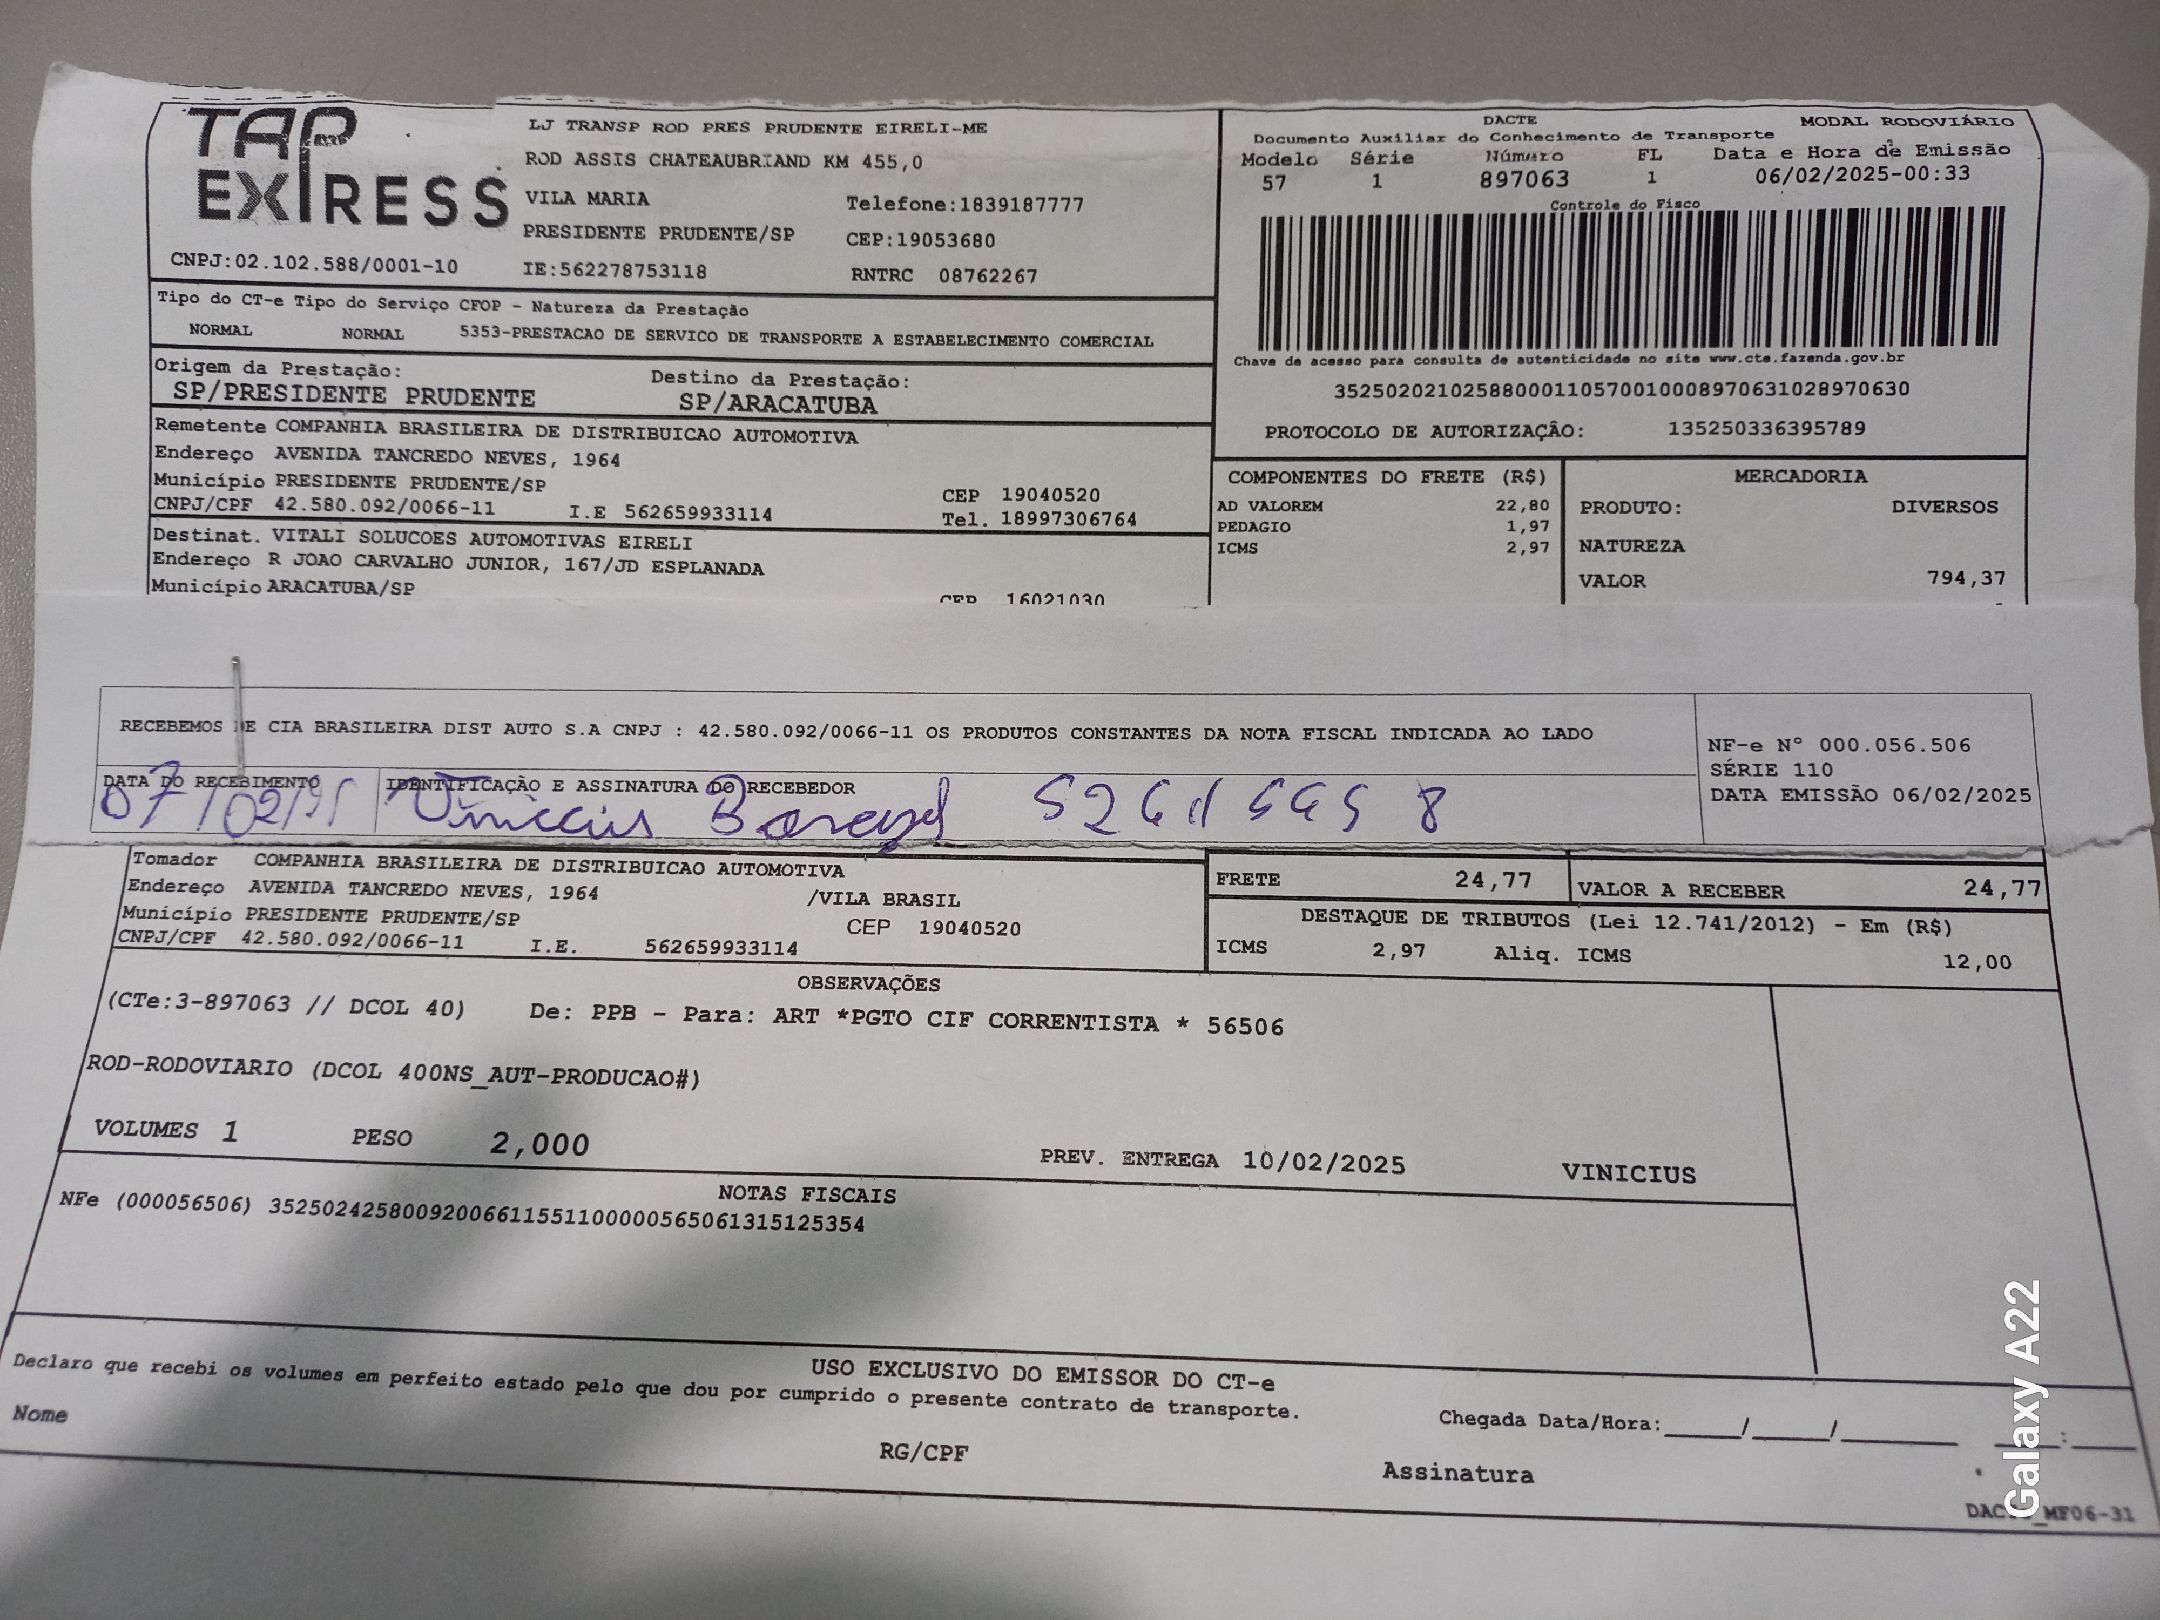 TAP EXPRESS
LJ TRANSP ROD PRES PRUDENTE EIRELI-ME
ROD ASSIS CHATEAUBRIAND KM 455,0
VILA MARIA Telefone:1839187777
PRESIDENTE PRUDENTE/SP CEP:19053680
CNPJ:02.102.588/0001-10 IE:562278753118 RNTRC 08762267
DACTE MODAL RODOVIÁRIO
Documento Auxiliar do Conhecimento de Transporte
Modelo Série Número FL Data e Hora de Emissão
57 1 897063 1 06/02/2025-00:33
Controle do Fisco
Chave de acesso para consulta de autenticidade no site www.cte.fazenda.gov.br
35250202102588000110570010008970631028970630
PROTOCOLO DE AUTORIZAÇÃO: 135250336395789
Tipo do CT-e Tipo do Serviço CFOP - Natureza da Prestação
NORMAL NORMAL 5353-PRESTACAO DE SERVICO DE TRANSPORTE A ESTABELECIMENTO COMERCIAL
Origem da Prestação: Destino da Prestação:
SP/PRESIDENTE PRUDENTE SP/ARACATUBA
Remetente COMPANHIA BRASILEIRA DE DISTRIBUICAO AUTOMOTIVA
Endereço AVENIDA TANCREDO NEVES, 1964
Município PRESIDENTE PRUDENTE/SP CEP 19040520
CNPJ/CPF 42.580.092/0066-11 I.E 562659933114 Tel. 18997306764
Destinat. VITALI SOLUCOES AUTOMOTIVAS EIRELI
Endereço R JOAO CARVALHO JUNIOR, 167/JD ESPLANADA
Município ARACATUBA/SP CEP 16021030
COMPONENTES DO FRETE (R$)
AD VALOREM 22,80
PEDAGIO 1,97
ICMS 2,97
MERCADORIA
PRODUTO: DIVERSOS
NATUREZA
VALOR 794,37
RECEBEMOS DE CIA BRASILEIRA DIST AUTO S.A CNPJ : 42.580.092/0066-11 OS PRODUTOS CONSTANTES DA NOTA FISCAL INDICADA AO LADO
NF-e Nº 000.056.506
SÉRIE 110
DATA EMISSÃO 06/02/2025
DATA DO RECEBIMENTO IDENTIFICAÇÃO E ASSINATURA DO RECEBEDOR
07/02/25 Vinicius
Tomador COMPANHIA BRASILEIRA DE DISTRIBUICAO AUTOMOTIVA
Endereço AVENIDA TANCREDO NEVES, 1964 /VILA BRASIL
Município PRESIDENTE PRUDENTE/SP CEP 19040520
CNPJ/CPF 42.580.092/0066-11 I.E. 562659933114
FRETE 24,77 VALOR A RECEBER 24,77
DESTAQUE DE TRIBUTOS (Lei 12.741/2012) - Em (R$)
ICMS 2,97 Aliq. ICMS 12,00
OBSERVAÇÕES
(CTe:3-897063 // DCOL 40) De: PPB - Para: ART *PGTO CIF CORRENTISTA * 56506
ROD-RODOVIARIO (DCOL 400NS_AUT-PRODUCAO#)
VOLUMES 1 PESO 2,000 PREV. ENTREGA 10/02/2025 VINICIUS
NOTAS FISCAIS
NFe (000056506) 35250242580092006611551100000565061315125354
USO EXCLUSIVO DO EMISSOR DO CT-e
Declaro que recebi os volumes em perfeito estado pelo que dou por cumprido o presente contrato de transporte.
Nome RG/CPF Chegada Data/Hora:_____/_____/________ ____:____
Assinatura
MF06-31
Galaxy A22